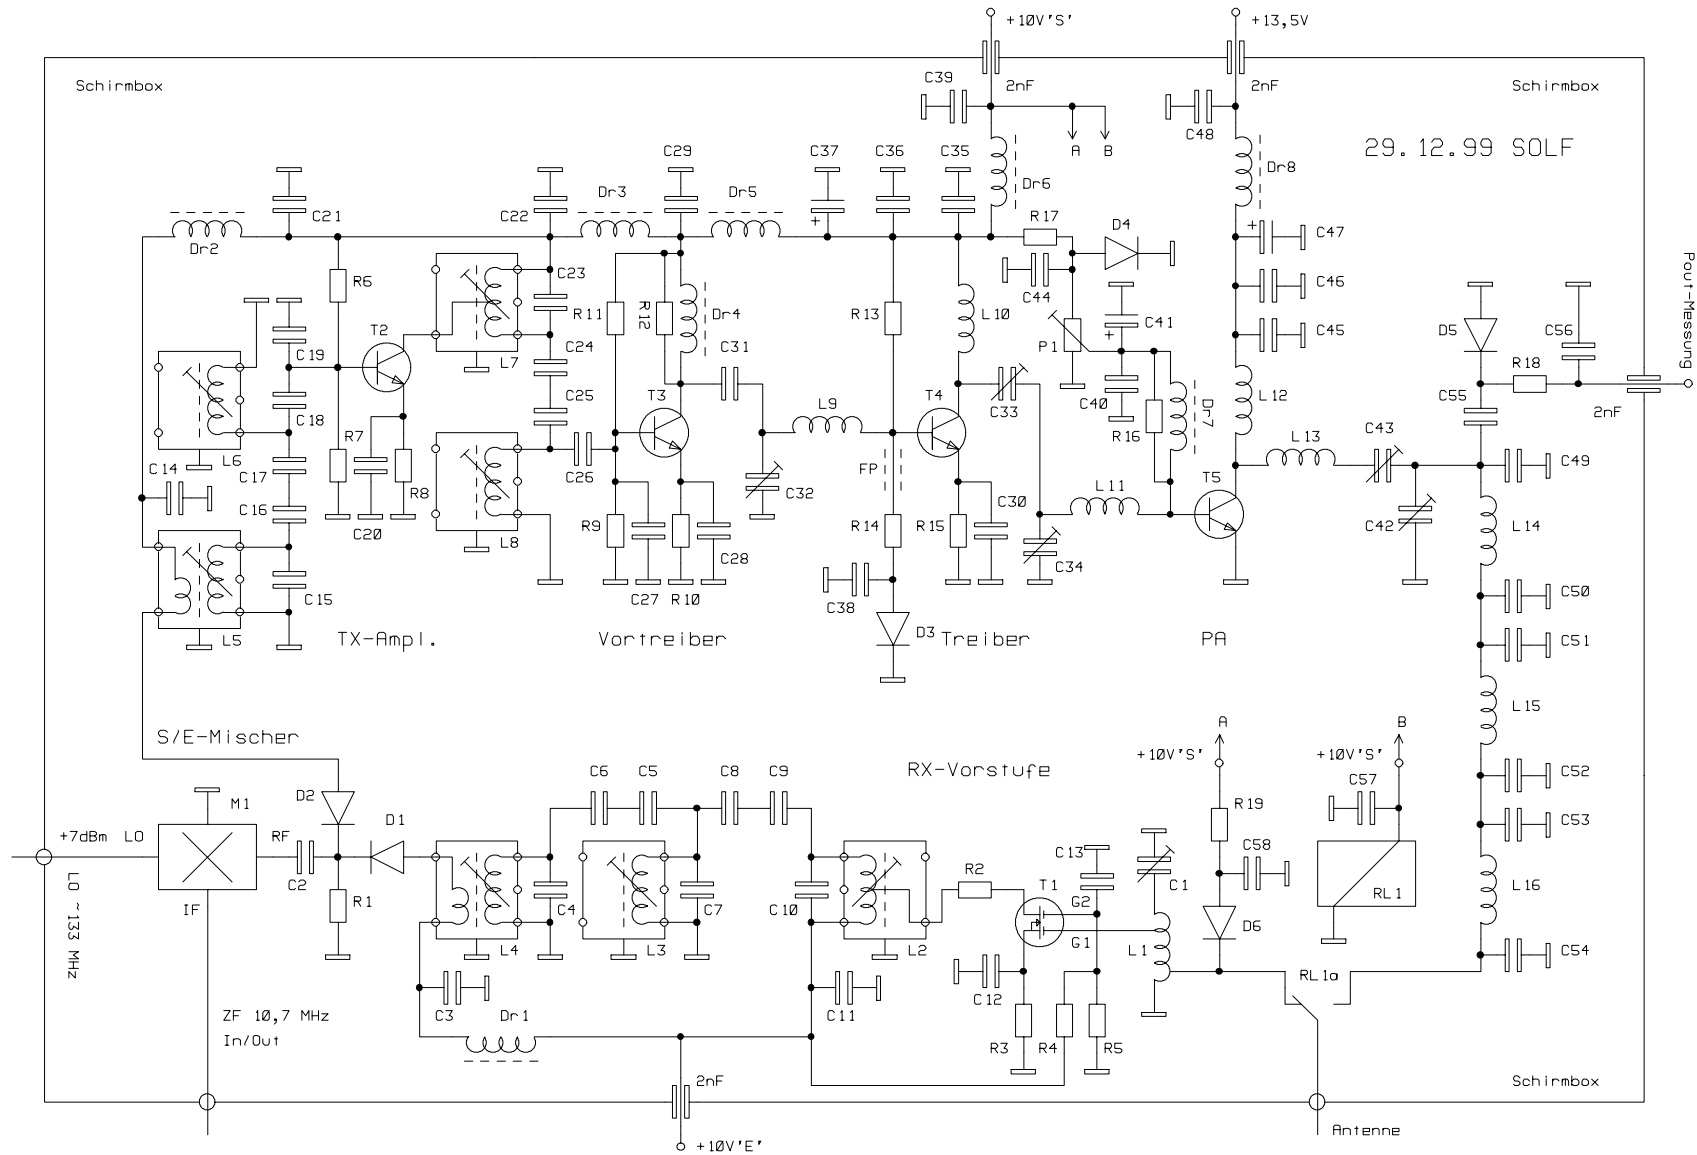 +10V'S'
+13,5V
Schirmbox
C39
2nF
2nF
Schirmbox
C48
29.12.99 SOLF
C29
C37
C36
C35
A
B
Dr3
Dr5
Dr6
Dr8
C21
C22
+
R17
D4
+
C47
Dr2
Pout-Messung
R6
C23
C44
C46
R11
R12
Dr4
R13
L10
C41
+
T2
C45
D5
C56
C19
C24
C31
P1
L7
R18
C18
C25
T3
L9
T4
C33
C40
Dr7
L12
C55
2nF
R7
R16
L13
C43
L6
C14
C17
R8
C26
FP
C49
C32
L11
T5
C16
C20
L8
R9
R14
R15
C30
C42
L14
C28
C34
C15
C27
R10
C38
C50
L5
TX-Ampl.
Vortreiber
D3
Treiber
PA
C51
L15
S/E-Mischer
A
B
+10V'S'
+10V'S'
RX-Vorstufe
C6
C5
C8
C9
C52
C57
D2
M1
R19
+7dBm
LO
RF
D1
C53
C13
C58
C2
R2
T1
C1
LO ~133 MHz
IF
R1
C4
C7
C10
G2
RL1
L16
D6
L4
L3
L2
G1
L1
C54
RL1a
C12
C3
Dr1
C11
ZF 10,7 MHz
In/Out
R3
R4
R5
2nF
Schirmbox
Antenne
+10V'E'